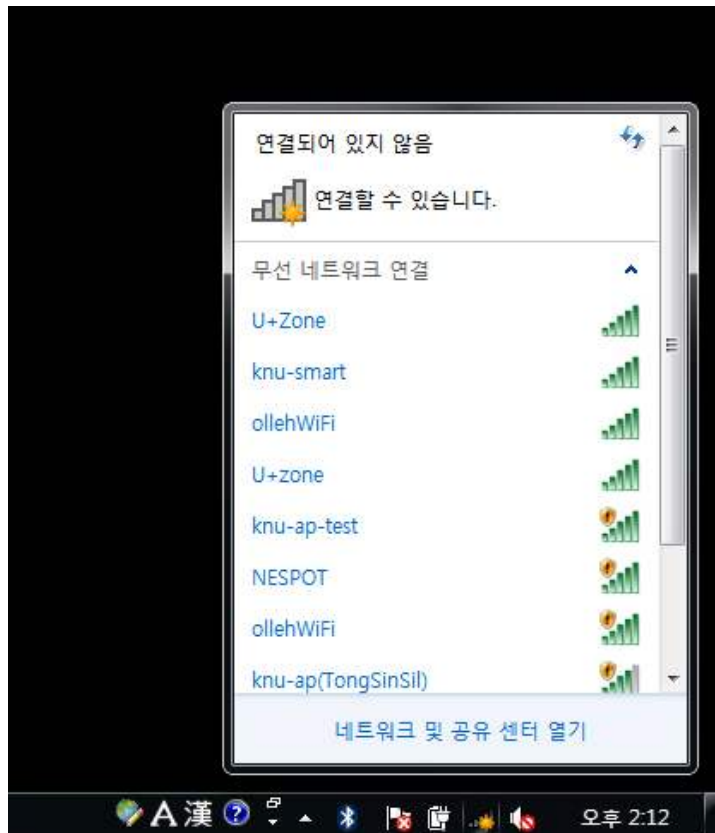 연결되어 있지 않음
연결할 수 있습니다.
무선 네트워크 연결
U+Zone
knu-smart
ollehWiFi
U+zone
knu-ap-test
NESPOT
ollehWiFi
knu-ap(TongSinSil)
네트워크 및 공유 센터 열기
A 漢 ? 오후 2:12